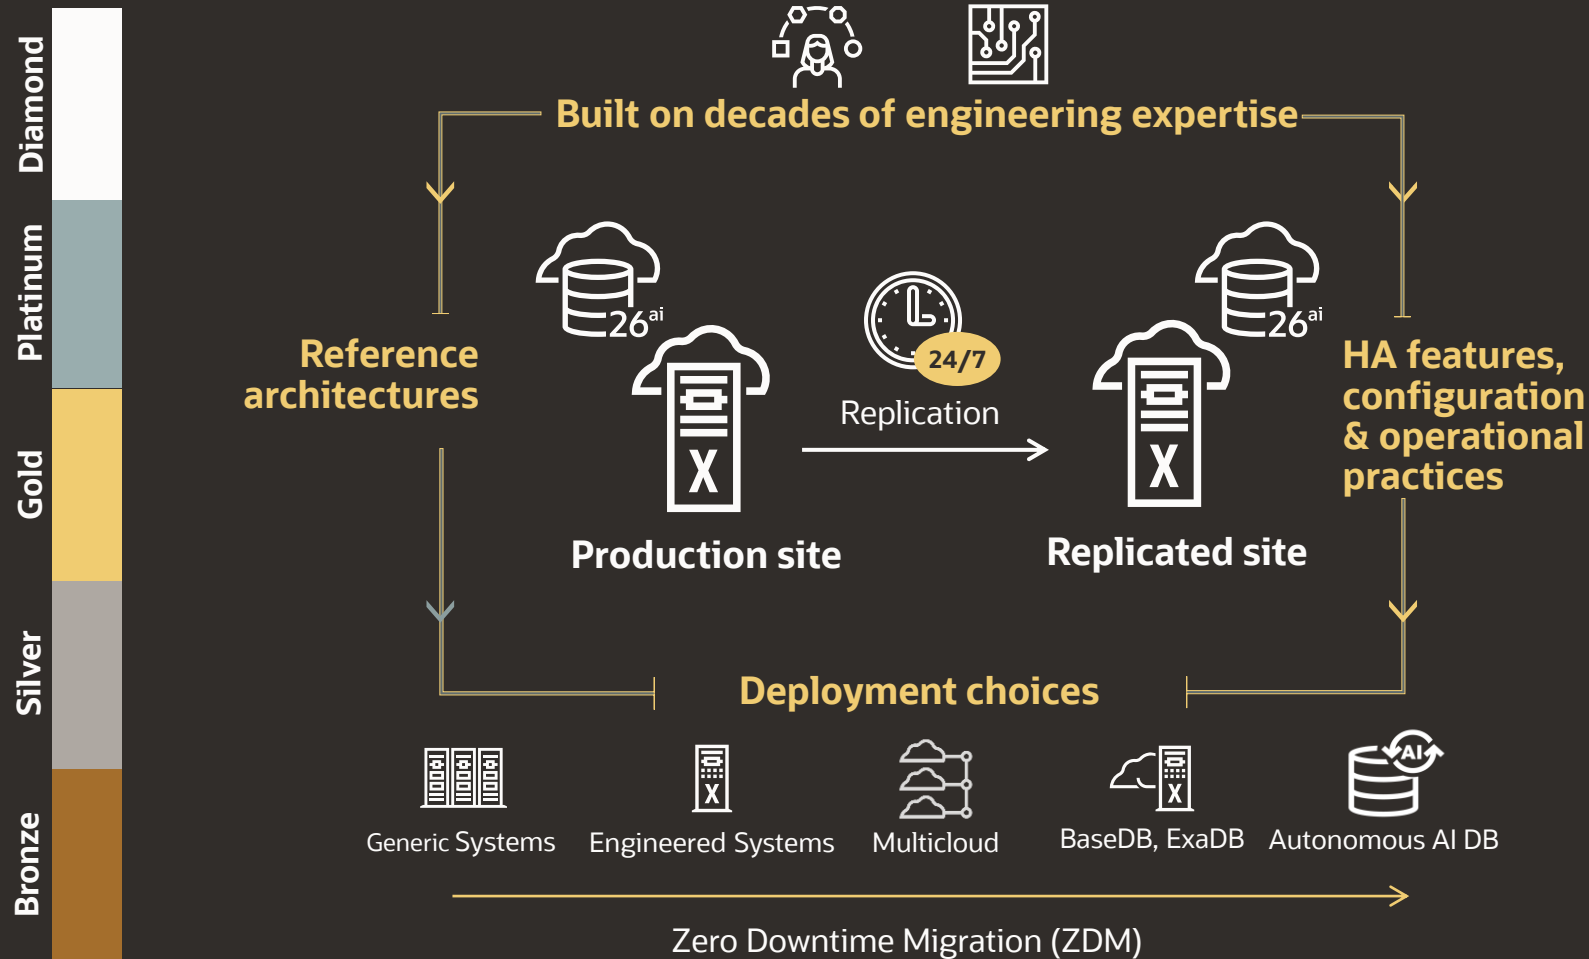 Diamond
Platinum
Gold
Silver
Bronze
Built on decades of engineering expertise
Reference
architectures
26ai
X
Production site
24/7
Replication
26ai
X
Replicated site
HA features,
configuration
& operational
practices
Deployment choices
Generic Systems
X
Engineered Systems
Multicloud
X
BaseDB, ExaDB
AI
Autonomous AI DB
Zero Downtime Migration (ZDM)